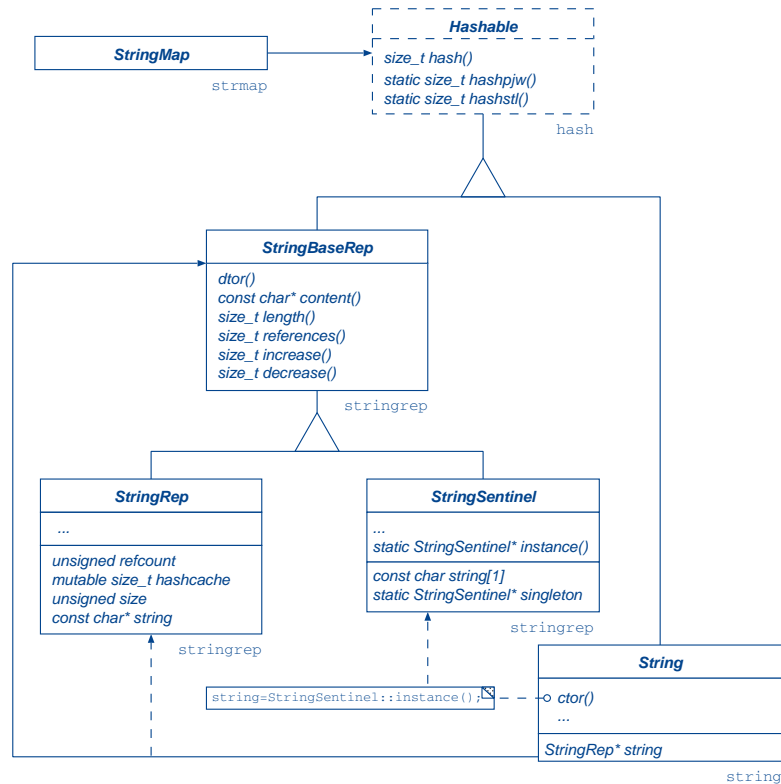 Hashable
StringMap
size_t hash()
static size_t hashpjw()
static size_t hashstl()
strmap
hash
StringBaseRep
dtor()
const char* content()
size_t length()
size_t references()
size_t increase()
size_t decrease()
stringrep
StringRep
...
unsigned refcount
mutable size_t hashcache
unsigned size
const char* string
stringrep
StringSentinel
...
static StringSentinel* instance()
const char string[1]
static StringSentinel* singleton
stringrep
string=StringSentinel::instance();
String
ctor()
...
StringRep* string
string